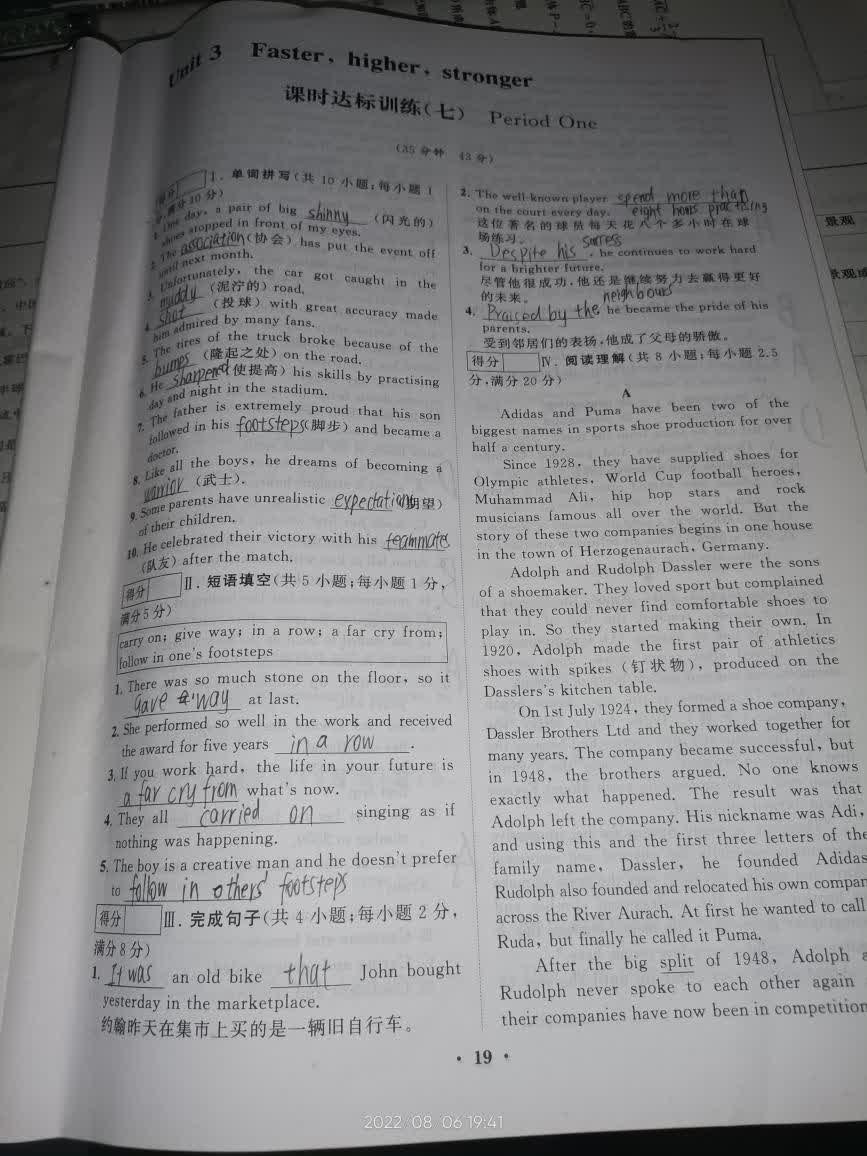 Unit 3 Faster, higher, stronger
课时达标训练(七) Period One
(35分钟 43分)
得分 Ⅰ. 单词拼写(共10小题;每小题1
分,满分10分)
1. One day, a pair of big shinny (闪光的)
shoes stopped in front of my eyes.
2. The association (协会) has put the event off
until next month.
3. Unfortunately, the car got caught in the
muddy (泥泞的) road.
4. shot (投球) with great accuracy made
him admired by many fans.
5. The tires of the truck broke because of the
bumps (隆起之处) on the road.
6. He sharpened (使提高) his skills by practising
day and night in the stadium.
7. The father is extremely proud that his son
followed in his footsteps (脚步) and became a
doctor.
8. Like all the boys, he dreams of becoming a
warrior (武士).
9. Some parents have unrealistic expectations (期望)
of their children.
10. He celebrated their victory with his teammates
(队友) after the match.
得分 Ⅱ. 短语填空(共5小题;每小题1分,
满分5分)
carry on; give way; in a row; a far cry from;
follow in one's footsteps
1. There was so much stone on the floor, so it
gave way at last.
2. She performed so well in the work and received
the award for five years in a row.
3. If you work hard, the life in your future is
a far cry from what's now.
4. They all carried on singing as if
nothing was happening.
5. The boy is a creative man and he doesn't prefer
to follow in others' footsteps
得分 Ⅲ. 完成句子(共4小题;每小题2分,
满分8分)
1. It was an old bike that John bought
yesterday in the marketplace.
约翰昨天在集市上买的是一辆旧自行车。
2. The well-known player spend more than
on the court every day. eight hours practicing
这位著名的球员每天花八个多小时在球
场练习。
3. Despite his success, he continues to work hard
for a brighter future.
尽管他很成功,他还是继续努力去赢得更好
的未来。
4. Praised by the neighbours he became the pride of his
parents.
受到邻居们的表扬,他成了父母的骄傲。
得分 Ⅳ. 阅读理解(共8小题;每小题2.5
分,满分20分)
A
Adidas and Puma have been two of the
biggest names in sports shoe production for over
half a century.
Since 1928, they have supplied shoes for
Olympic athletes, World Cup football heroes,
Muhammad Ali, hip hop stars and rock
musicians famous all over the world. But the
story of these two companies begins in one house
in the town of Herzogenaurach, Germany.
Adolph and Rudolph Dassler were the sons
of a shoemaker. They loved sport but complained
that they could never find comfortable shoes to
play in. So they started making their own. In
1920, Adolph made the first pair of athletics
shoes with spikes (钉状物), produced on the
Dasslers's kitchen table.
On 1st July 1924, they formed a shoe company,
Dassler Brothers Ltd and they worked together for
many years. The company became successful, but
in 1948, the brothers argued. No one knows
exactly what happened. The result was that
Adolph left the company. His nickname was Adi,
and using this and the first three letters of the
family name, Dassler, he founded Adidas
Rudolph also founded and relocated his own compan
across the River Aurach. At first he wanted to call
Ruda, but finally he called it Puma.
After the big split of 1948, Adolph a
Rudolph never spoke to each other again
their companies have now been in competition
· 19 ·
2022 08 06 19:41
景观